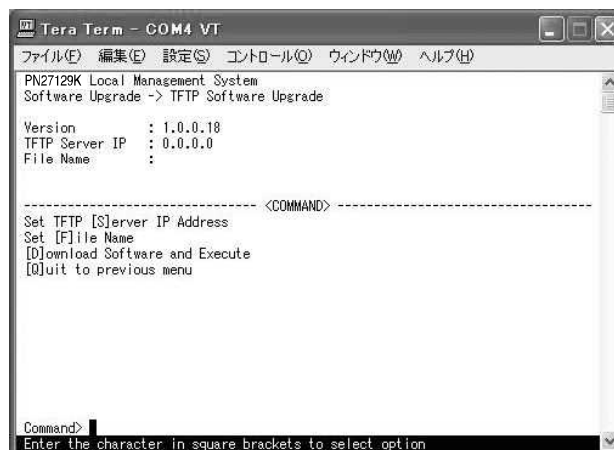 Tera Term - COM4 VT
ファイル(F) 編集(E) 設定(S) コントロール(O) ウィンドウ(W) ヘルプ(H)
PN27129K Local Management System
Software Upgrade -> TFTP Software Upgrade
Version : 1.0.0.18
TFTP Server IP : 0.0.0.0
File Name :
------------------------------- <COMMAND> ----------------------------------
Set TFTP [S]erver IP Address
Set [F]ile Name
[D]ownload Software and Execute
[Q]uit to previous menu
Command>
Enter the character in square brackets to select option